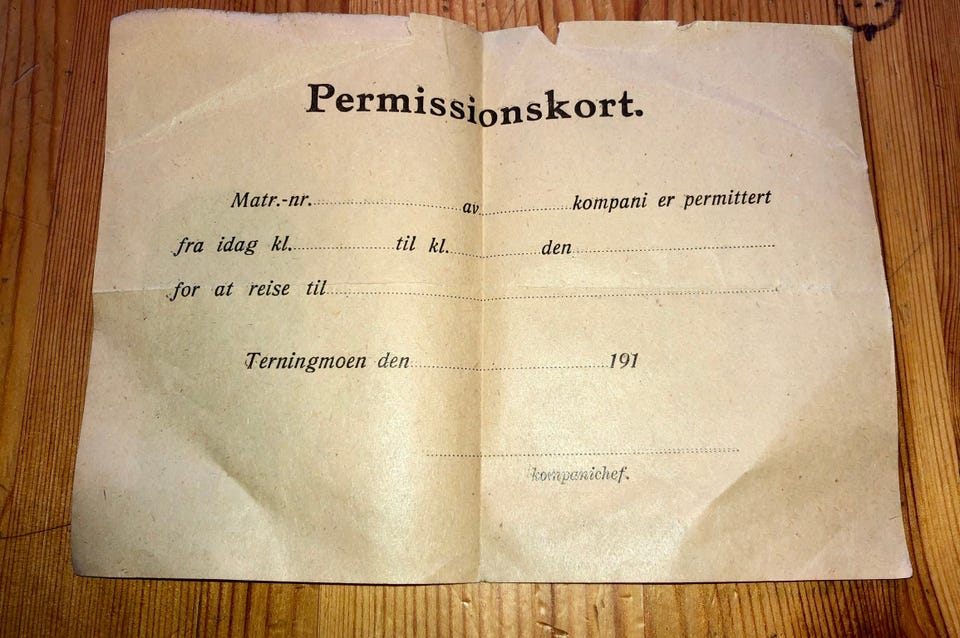 Permissionskort.
Matr.-nr. av kompani er permittert
fra idag kl. til kl. den
for at reise til
Terningmoen den 191
kompanichef.